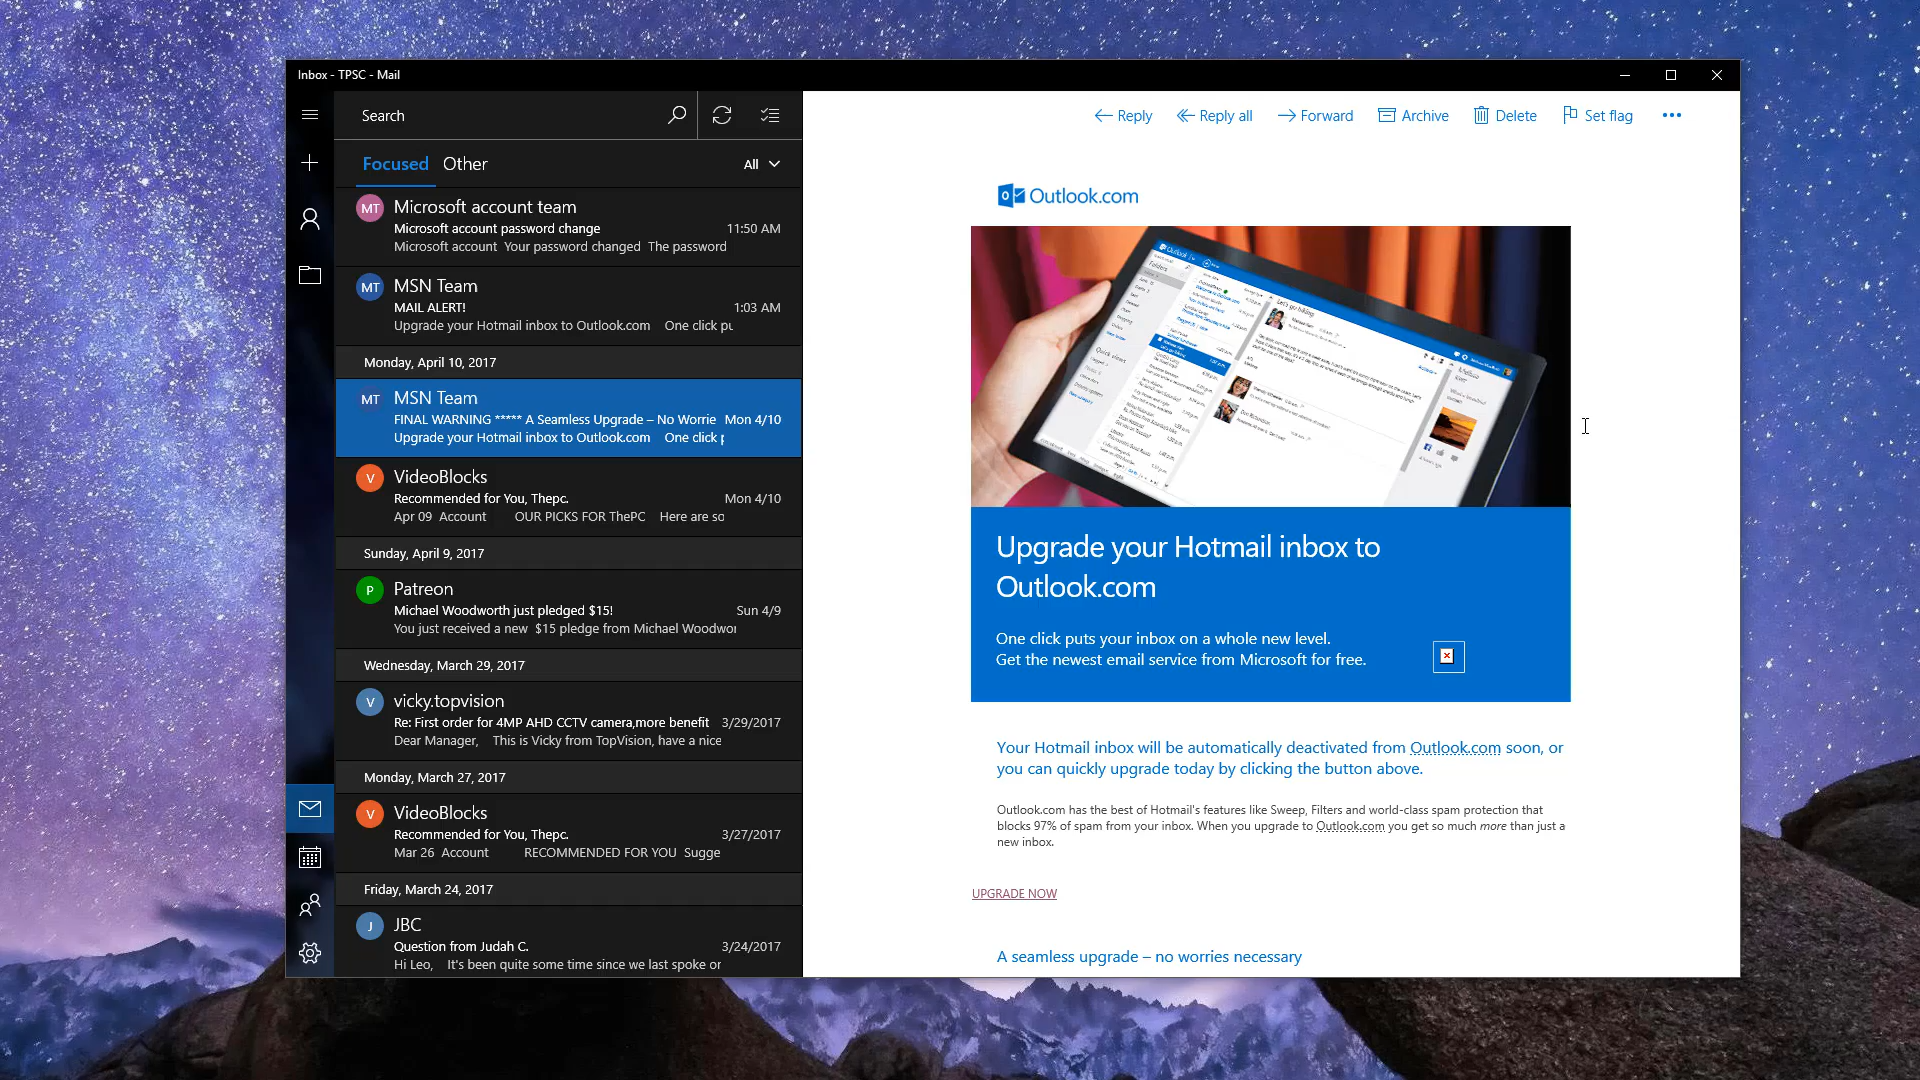 Inbox - TPSC - Mail
Search
Focused Other All
MT Microsoft account team
Microsoft account password change 11:50 AM
Microsoft account Your password changed The password
MT MSN Team
MAIL ALERT! 1:03 AM
Upgrade your Hotmail inbox to Outlook.com One click pu
Monday, April 10, 2017
MT MSN Team
FINAL WARNING ***** A Seamless Upgrade – No Worrie Mon 4/10
Upgrade your Hotmail inbox to Outlook.com One click p
V VideoBlocks
Recommended for You, Thepc. Mon 4/10
Apr 09 Account OUR PICKS FOR ThePC Here are so
Sunday, April 9, 2017
P Patreon
Michael Woodworth just pledged $15! Sun 4/9
You just received a new $15 pledge from Michael Woodwor
Wednesday, March 29, 2017
V vicky.topvision
Re: First order for 4MP AHD CCTV camera,more benefit 3/29/2017
Dear Manager, This is Vicky from TopVision, have a nice
Monday, March 27, 2017
V VideoBlocks
Recommended for You, Thepc. 3/27/2017
Mar 26 Account RECOMMENDED FOR YOU Sugge
Friday, March 24, 2017
J JBC
Question from Judah C. 3/24/2017
Hi Leo, It's been quite some time since we last spoke or
Reply Reply all Forward Archive Delete Set flag
Outlook.com
Outlook
Folders
Let's go biking
Quick views
Upgrade your Hotmail inbox to
Outlook.com
One click puts your inbox on a whole new level.
Get the newest email service from Microsoft for free.
Your Hotmail inbox will be automatically deactivated from Outlook.com soon, or
you can quickly upgrade today by clicking the button above.
Outlook.com has the best of Hotmail's features like Sweep, Filters and world-class spam protection that
blocks 97% of spam from your inbox. When you upgrade to Outlook.com you get so much more than just a
new inbox.
UPGRADE NOW
A seamless upgrade – no worries necessary